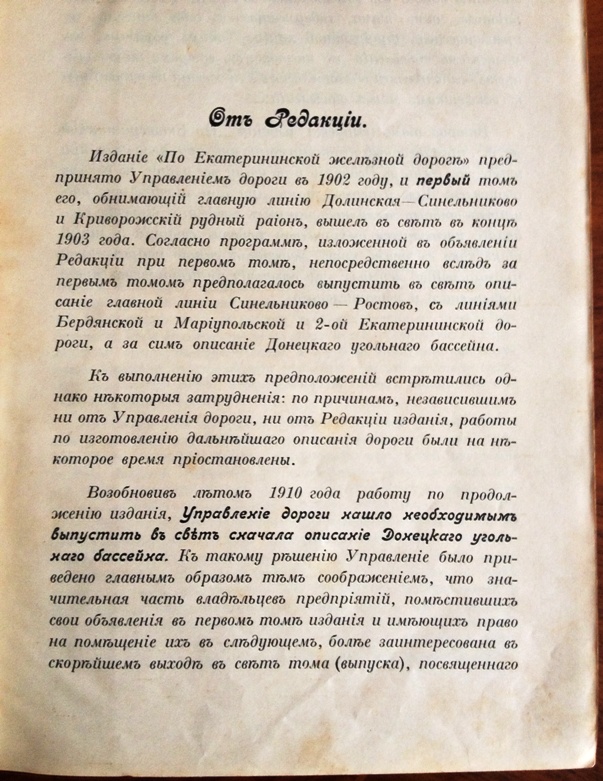 Отъ Редакціи.
Изданіе «По Екатерининской желѣзной дорогѣ» пред-
принято Управленіемъ дороги въ 1902 году, и первый томъ
его, обнимающій главную линію Долинская—Синельниково
и Криворожскій рудный раіонъ, вышелъ въ свѣтъ въ концѣ
1903 года. Согласно программѣ, изложенной въ объявленіи
Редакціи при первомъ томѣ, непосредственно вслѣдъ за
первымъ томомъ предполагалось выпустить въ свѣтъ опи-
саніе главной линіи Синельниково — Ростовъ, съ линіями
Бердянской и Маріупольской и 2-ой Екатерининской до-
роги, а за симъ описаніе Донецкаго угольнаго бассейна.
Къ выполненію этихъ предположеній встрѣтились од-
нако нѣкоторыя затрудненія: по причинамъ, независившимъ
ни отъ Управленія дороги, ни отъ Редакціи изданія, работы
по изготовленію дальнѣйшаго описанія дороги были на нѣ-
которое время пріостановлены.
Возобновивъ лѣтомъ 1910 года работу по продол-
женію изданія, Управленіе дороги нашло необходимымъ
выпустить въ свѣтъ сначала описаніе Донецкаго уголь-
наго бассейна. Къ такому рѣшенію Управленіе было при-
ведено главнымъ образомъ тѣмъ соображеніемъ, что зна-
чительная часть владѣльцевъ предпріятій, помѣстившихъ
свои объявленія въ первомъ томѣ изданія и имѣющихъ право
на помѣщеніе ихъ въ слѣдующемъ, болѣе заинтересована въ
скорѣйшемъ выходѣ въ свѣтъ тома (выпуска), посвященнаго